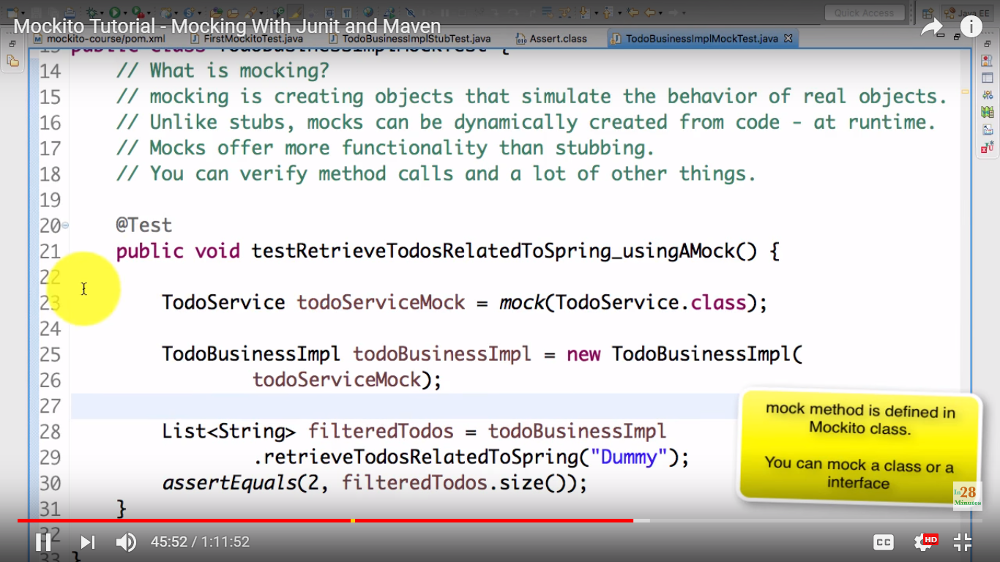 Quick Access
Java EE
Mockito Tutorial - Mocking With Junit and Maven
mockito-course/pom.xml
FirstMockitoTest.java
TodoBusinessImplStubTest.java
Assert.class
TodoBusinessImplMockTest.java
public class TodoBusinessImplMockTest {
14 // What is mocking?
15 // mocking is creating objects that simulate the behavior of real objects.
16 // Unlike stubs, mocks can be dynamically created from code - at runtime.
17 // Mocks offer more functionality than stubbing.
18 // You can verify method calls and a lot of other things.
19
20 @Test
21 public void testRetrieveTodosRelatedToSpring_usingAMock() {
22
23 TodoService todoServiceMock = mock(TodoService.class);
24
25 TodoBusinessImpl todoBusinessImpl = new TodoBusinessImpl(
26 todoServiceMock);
27
28 List<String> filteredTodos = todoBusinessImpl
29 .retrieveTodosRelatedToSpring("Dummy");
30 assertEquals(2, filteredTodos.size());
31 }
32
33 }
mock method is defined in
Mockito class.
You can mock a class or a
interface
In28
Minutes
45:52 / 1:11:52
CC
HD